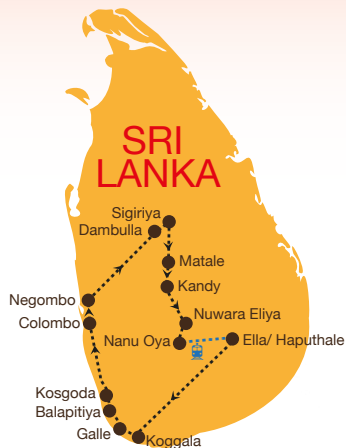 SRI
LANKA
Sigiriya
Dambulla
Matale
Kandy
Negombo
Nuwara Eliya
Colombo
Nanu Oya
Ella/ Haputhale
Kosgoda
Balapitiya
Galle
Koggala